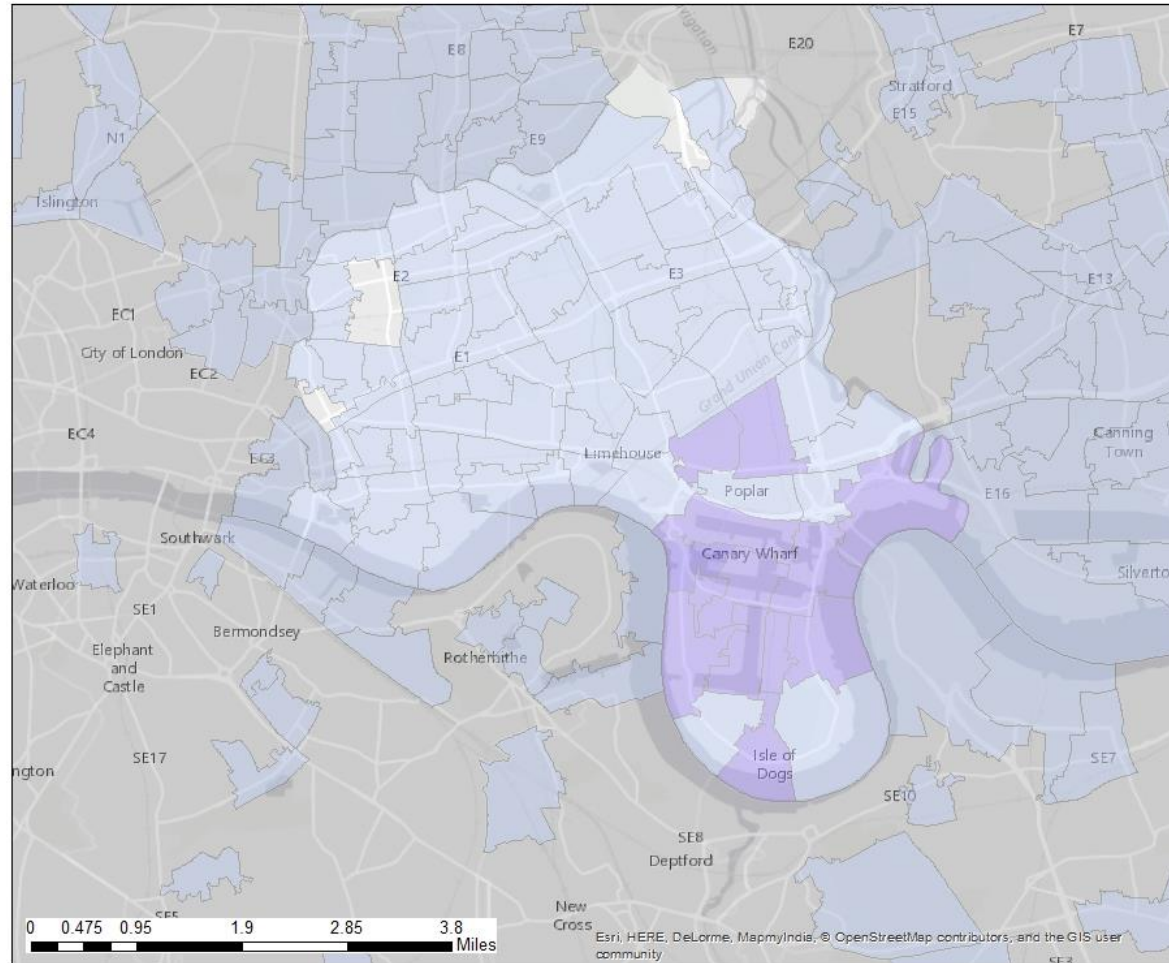 E8
E20
E7
Stratford
E15
N1
E9
Islington
E2
E3
E13
EC1
City of London
EC2
E1
Grand Union Canal
EC4
EC3
Limehouse
Canning
Town
Poplar
E16
Southwark
Canary Wharf
Silverto
Waterloo
SE1
Bermondsey
Rotherhithe
Elephant
and
Castle
SE17
Isle of
Dogs
SE7
ngton
SE10
SE8
Deptford
New
Cross
SE5
SE3
0 0.475 0.95 1.9 2.85 3.8
Miles
Esri, HERE, DeLorme, MapmyIndia, © OpenStreetMap contributors, and the GIS user
community